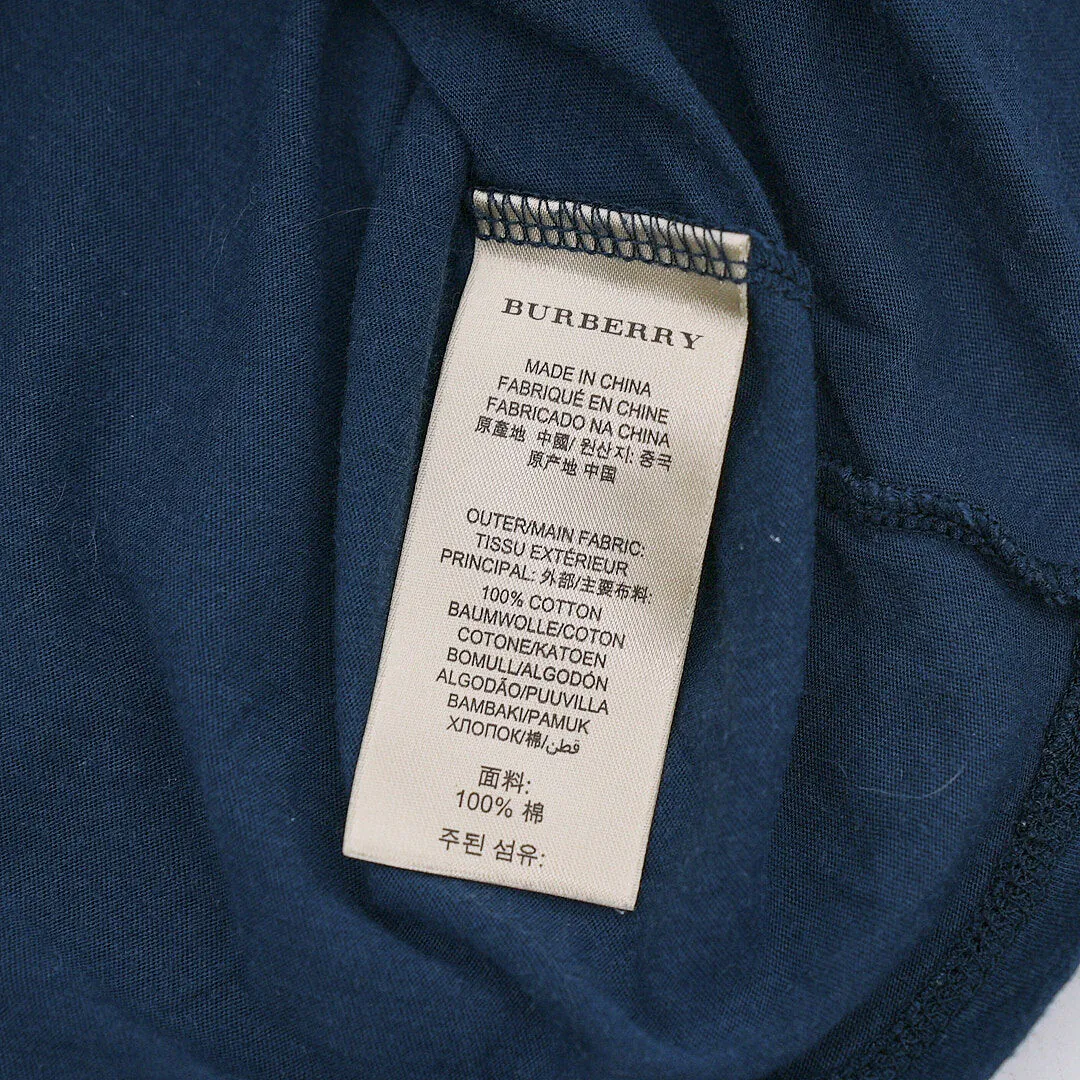 BURBERRY
MADE IN CHINA
FABRIQUÉ EN CHINE
FABRICADO NA CHINA
原產地 中國/ 원산지: 중국
原产地 中国
OUTER/MAIN FABRIC:
TISSU EXTÉRIEUR
PRINCIPAL: 外部/主要布料:
100% COTTON
BAUMWOLLE/COTON
COTONE/KATOEN
BOMULL/ALGODÓN
ALGODÃO/PUUVILLA
BAMBAKI/PAMUK
ХЛОПОК/棉/قطن
面料:
100% 棉
주된 섬유: